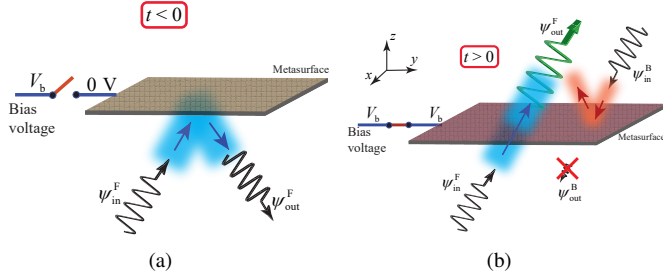 t < 0
V_b
0 V
Bias
voltage
Metasurface
ψ_in^F
ψ_out^F
(a)
z
y
x
t > 0
ψ_out^F
ψ_in^B
V_b
V_b
Bias
voltage
Metasurface
ψ_in^F
ψ_out^B
(b)